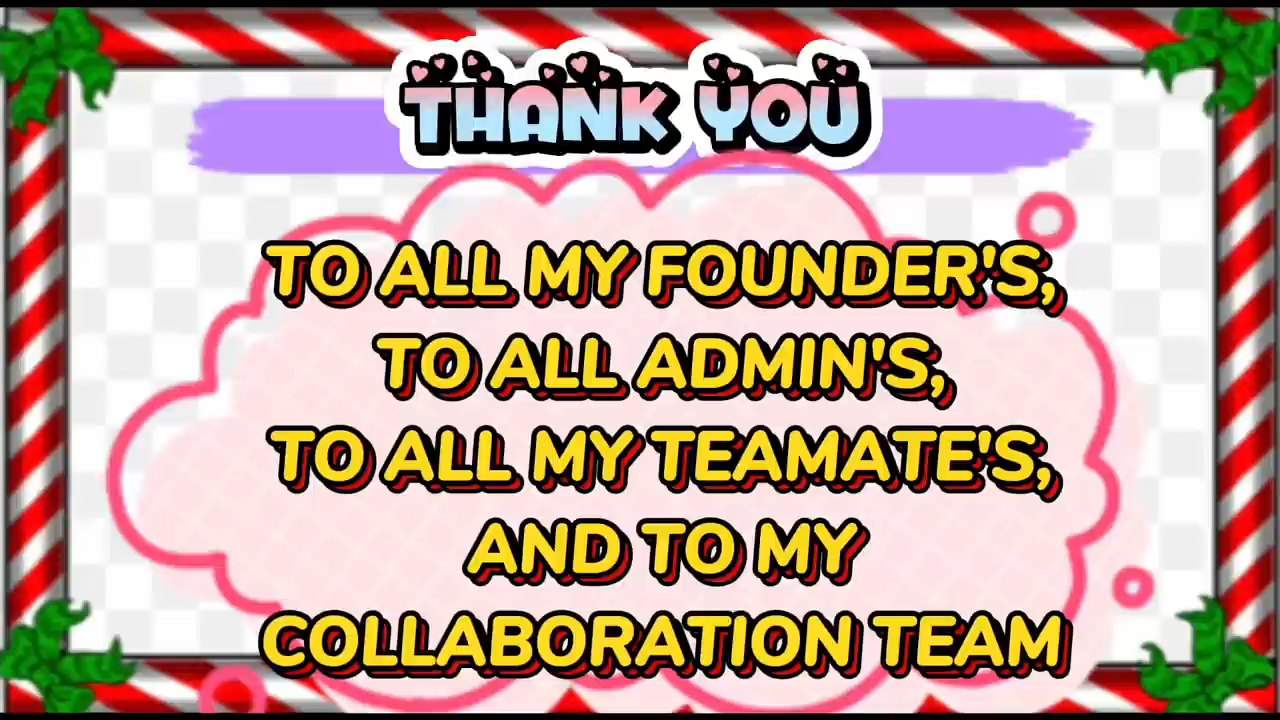 THANK YOU
TO ALL MY FOUNDER'S,
TO ALL ADMIN'S,
TO ALL MY TEAMATE'S,
AND TO MY
COLLABORATION TEAM